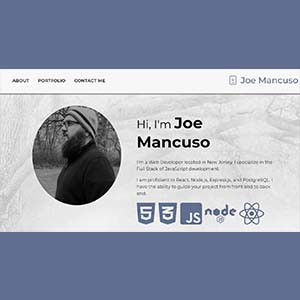 ABOUT PORTFOLIO CONTACT ME
Joe Mancuso
Hi, I'm Joe
Mancuso
I'm a Web Developer located in New Jersey. I specialize in the
Full Stack of JavaScript development.
I am proficient in React, Node.js, Express.js, and PostgreSQL. I
have the ability to guide your project from front end to back
end.
5 3 JS node
JS